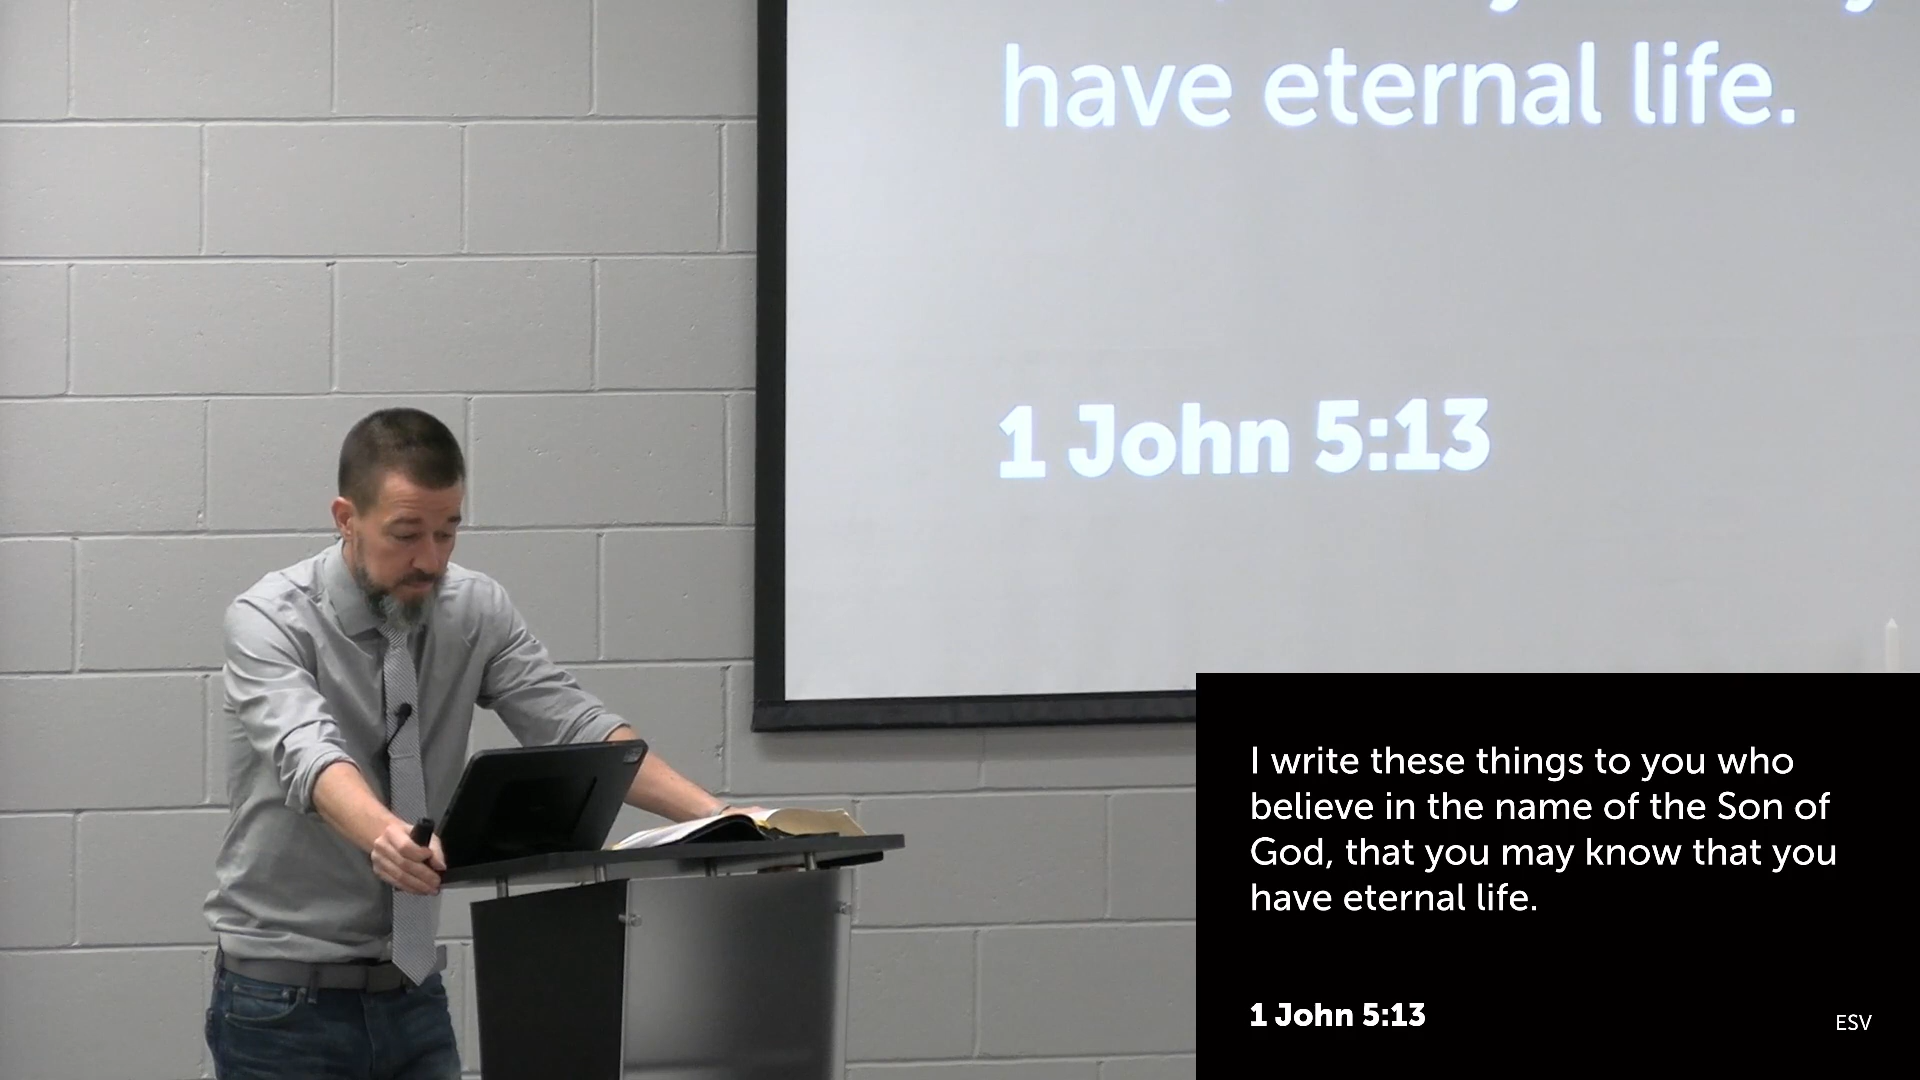 have eternal life.
1 John 5:13
I write these things to you who
believe in the name of the Son of
God, that you may know that you
have eternal life.
1 John 5:13
ESV